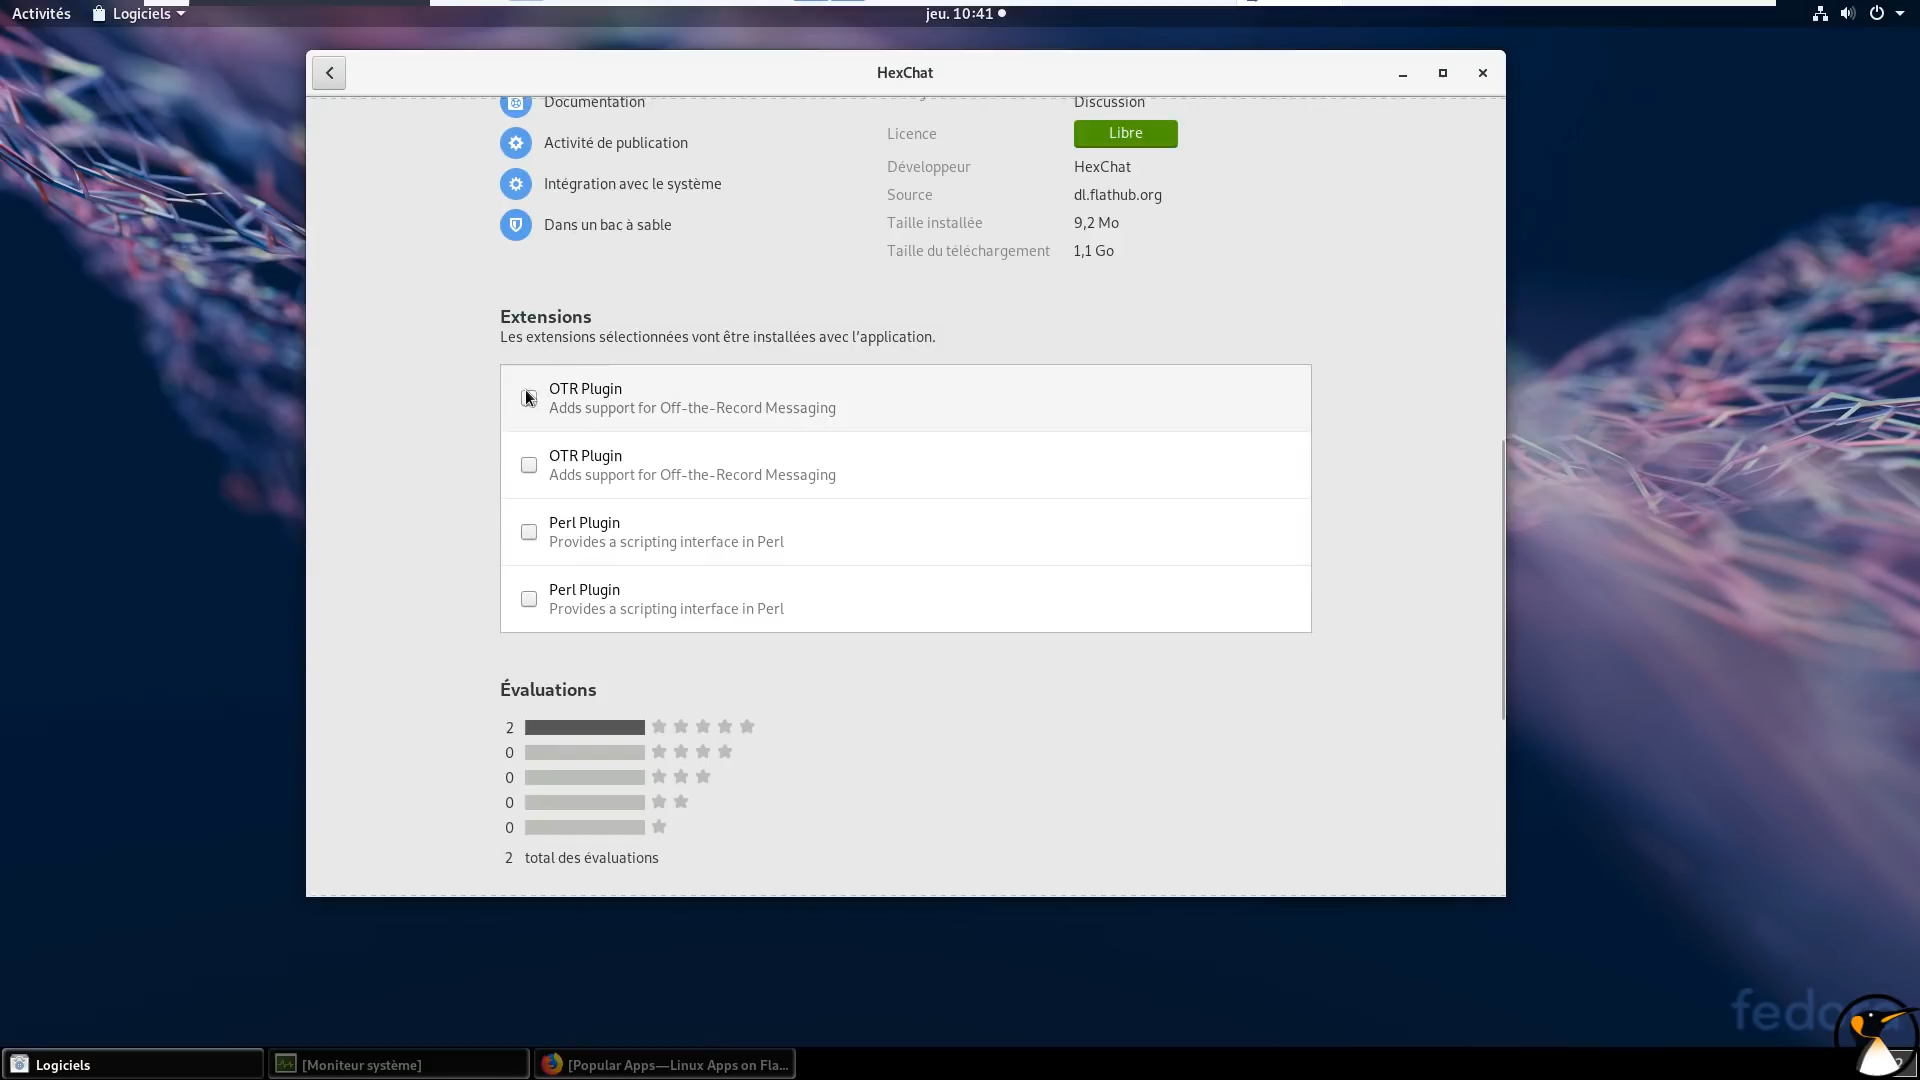 Activités
Logiciels
jeu. 10:41
HexChat
Documentation
Discussion
Activité de publication
Licence
Libre
Intégration avec le système
Développeur
HexChat
Dans un bac à sable
Source
dl.flathub.org
Taille installée
9,2 Mo
Taille du téléchargement
1,1 Go
Extensions
Les extensions sélectionnées vont être installées avec l’application.
OTR Plugin
Adds support for Off-the-Record Messaging
OTR Plugin
Adds support for Off-the-Record Messaging
Perl Plugin
Provides a scripting interface in Perl
Perl Plugin
Provides a scripting interface in Perl
Évaluations
2
0
0
0
0
2 total des évaluations
Logiciels
[Moniteur système]
[Popular Apps—Linux Apps on Fla...